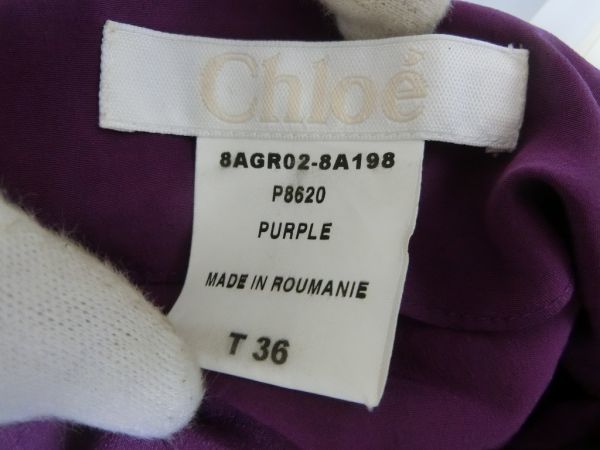 Chloé
8AGR02-8A198
P8620
PURPLE
MADE IN ROUMANIE
T 36